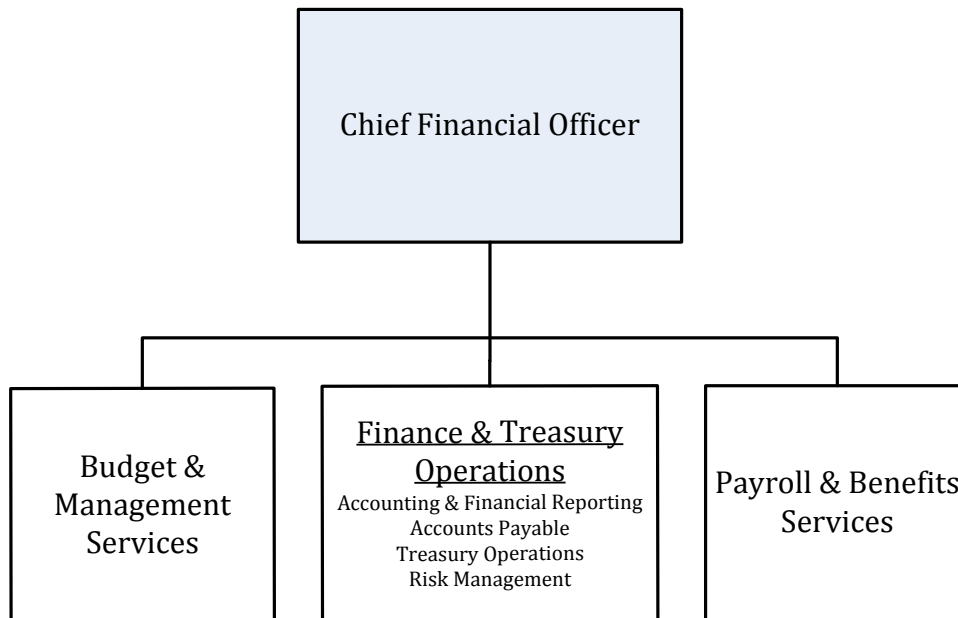 Chief Financial Officer
Budget &
Management
Services
Finance & Treasury
Operations
Accounting & Financial Reporting
Accounts Payable
Treasury Operations
Risk Management
Payroll & Benefits
Services